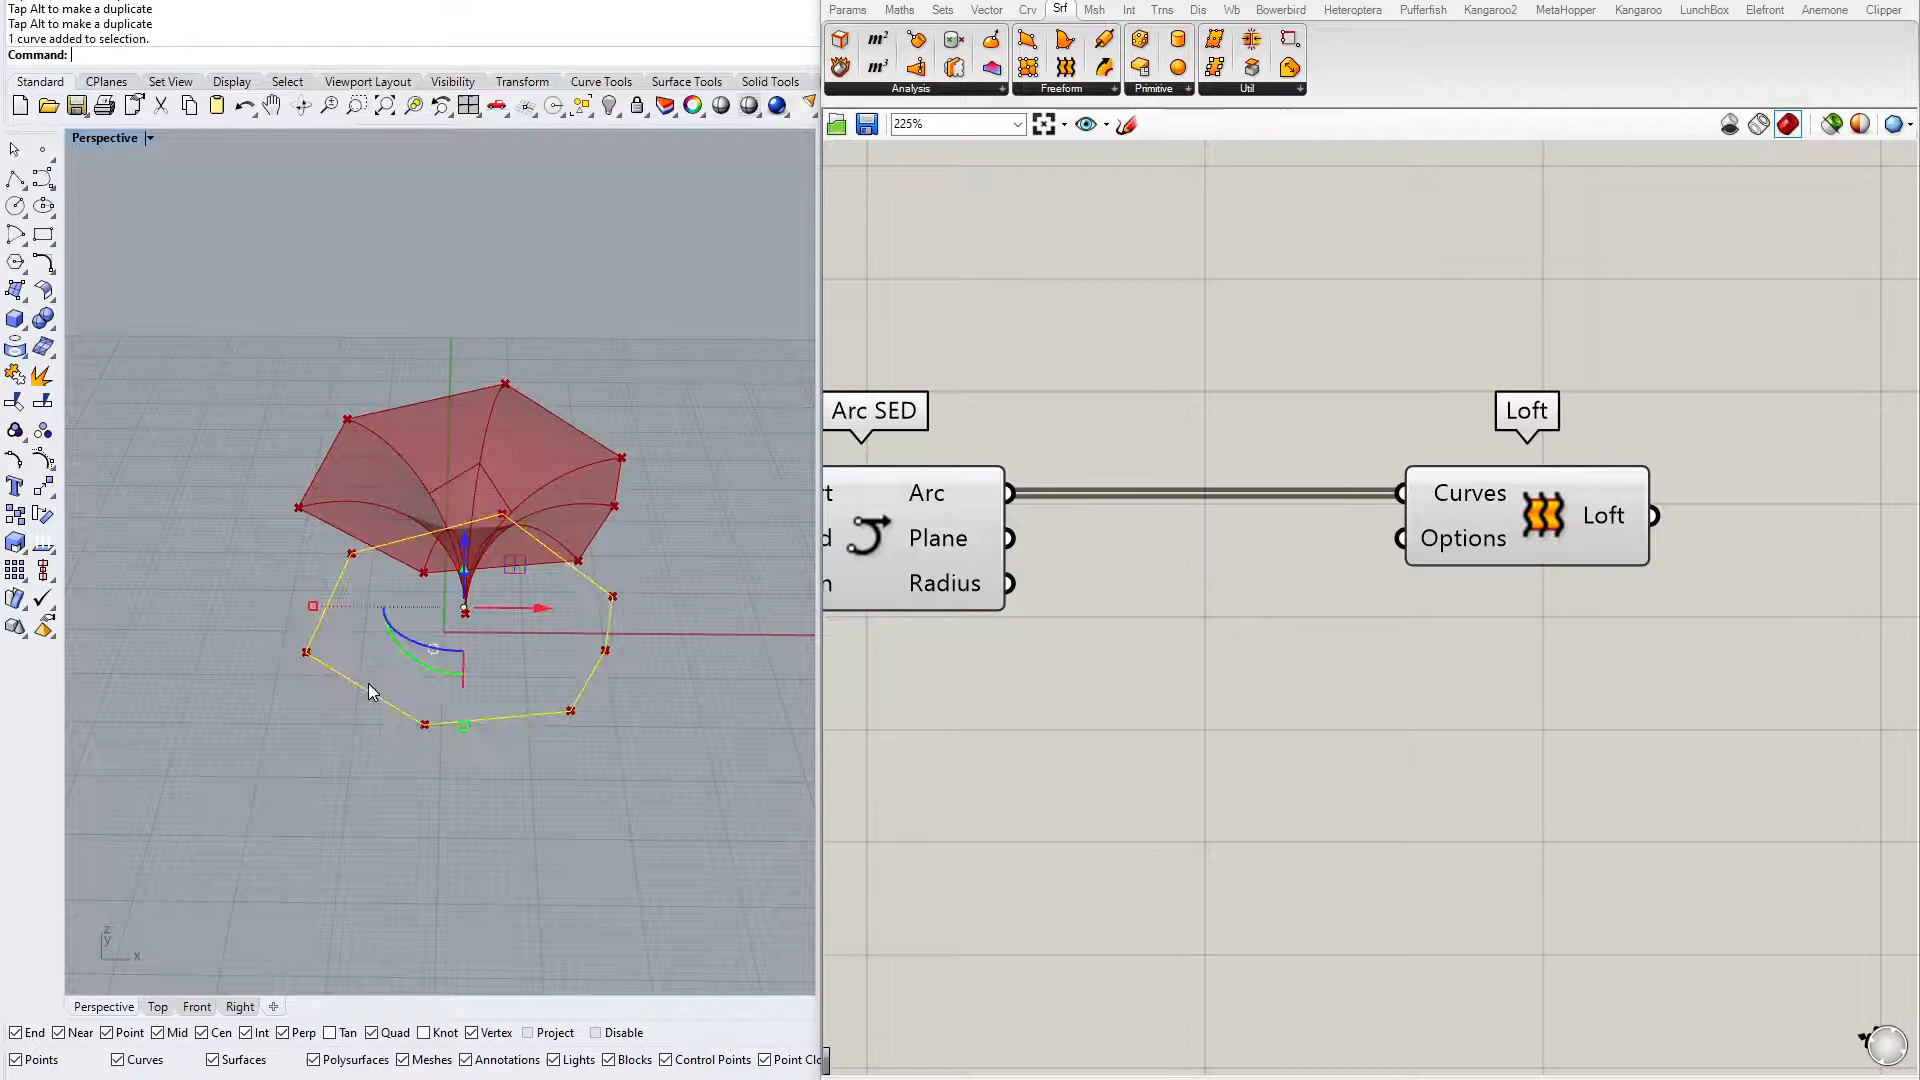 Tap Alt to make a duplicate
Tap Alt to make a duplicate
1 curve added to selection.
Command:
Standard CPlanes Set View Display Select Viewport Layout Visibility Transform Curve Tools Surface Tools Solid Tools
Perspective
z
y
x
Perspective Top Front Right
End Near Point Mid Cen Int Perp Tan Quad Knot Vertex Project Disable
Points Curves Surfaces Polysurfaces Meshes Annotations Lights Blocks Control Points Point Clo
Params Maths Sets Vector Crv Srf Msh Int Trns Dis Wb Bowerbird Heteroptera Pufferfish Kangaroo2 MetaHopper Kangaroo LunchBox Elefront Anemone Clipper
m²
m³
Analysis Freeform Primitive Util
225%
Arc SED
t Arc
d Plane
n Radius
Loft
Curves
Options
Loft